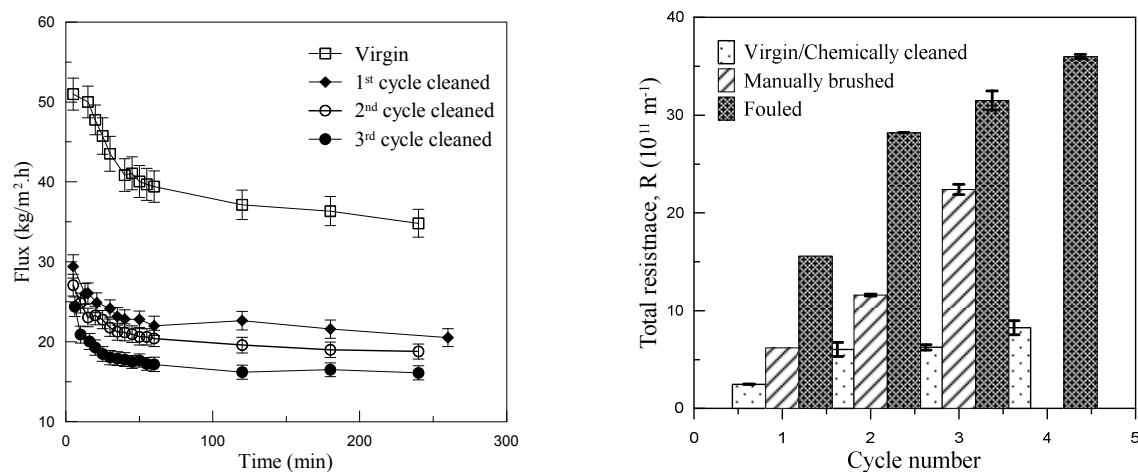 60
50
40
30
20
10
Flux (kg/m².h)
Virgin
1ˢᵗ cycle cleaned
2ⁿᵈ cycle cleaned
3ʳᵈ cycle cleaned
0 100 200 300
Time (min)
40
30
20
10
0
Total resistnace, R (10¹¹ m⁻¹)
Virgin/Chemically cleaned
Manually brushed
Fouled
0 1 2 3 4 5
Cycle number